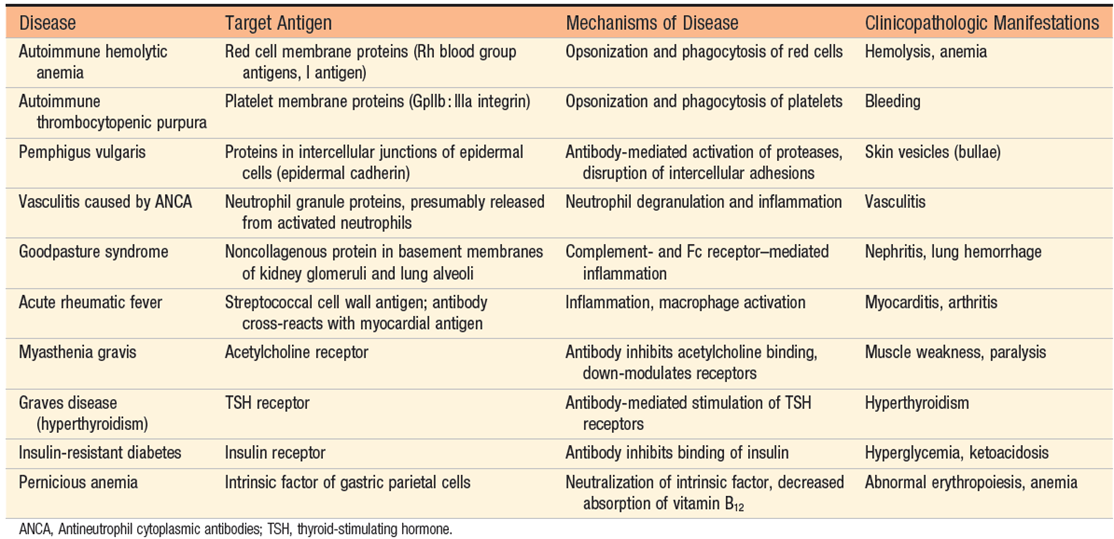 Disease Target Antigen Mechanisms of Disease Clinicopathologic Manifestations
Autoimmune hemolytic Red cell membrane proteins (Rh blood group Opsonization and phagocytosis of red cells Hemolysis, anemia
anemia antigens, I antigen)
Autoimmune Platelet membrane proteins (GpIIb : IIIa integrin) Opsonization and phagocytosis of platelets Bleeding
thrombocytopenic purpura
Pemphigus vulgaris Proteins in intercellular junctions of epidermal Antibody-mediated activation of proteases, Skin vesicles (bullae)
cells (epidermal cadherin) disruption of intercellular adhesions
Vasculitis caused by ANCA Neutrophil granule proteins, presumably released Neutrophil degranulation and inflammation Vasculitis
from activated neutrophils
Goodpasture syndrome Noncollagenous protein in basement membranes Complement- and Fc receptor–mediated Nephritis, lung hemorrhage
of kidney glomeruli and lung alveoli inflammation
Acute rheumatic fever Streptococcal cell wall antigen; antibody Inflammation, macrophage activation Myocarditis, arthritis
cross-reacts with myocardial antigen
Myasthenia gravis Acetylcholine receptor Antibody inhibits acetylcholine binding, Muscle weakness, paralysis
down-modulates receptors
Graves disease TSH receptor Antibody-mediated stimulation of TSH Hyperthyroidism
(hyperthyroidism) receptors
Insulin-resistant diabetes Insulin receptor Antibody inhibits binding of insulin Hyperglycemia, ketoacidosis
Pernicious anemia Intrinsic factor of gastric parietal cells Neutralization of intrinsic factor, decreased Abnormal erythropoiesis, anemia
absorption of vitamin B₁₂
ANCA, Antineutrophil cytoplasmic antibodies; TSH, thyroid-stimulating hormone.